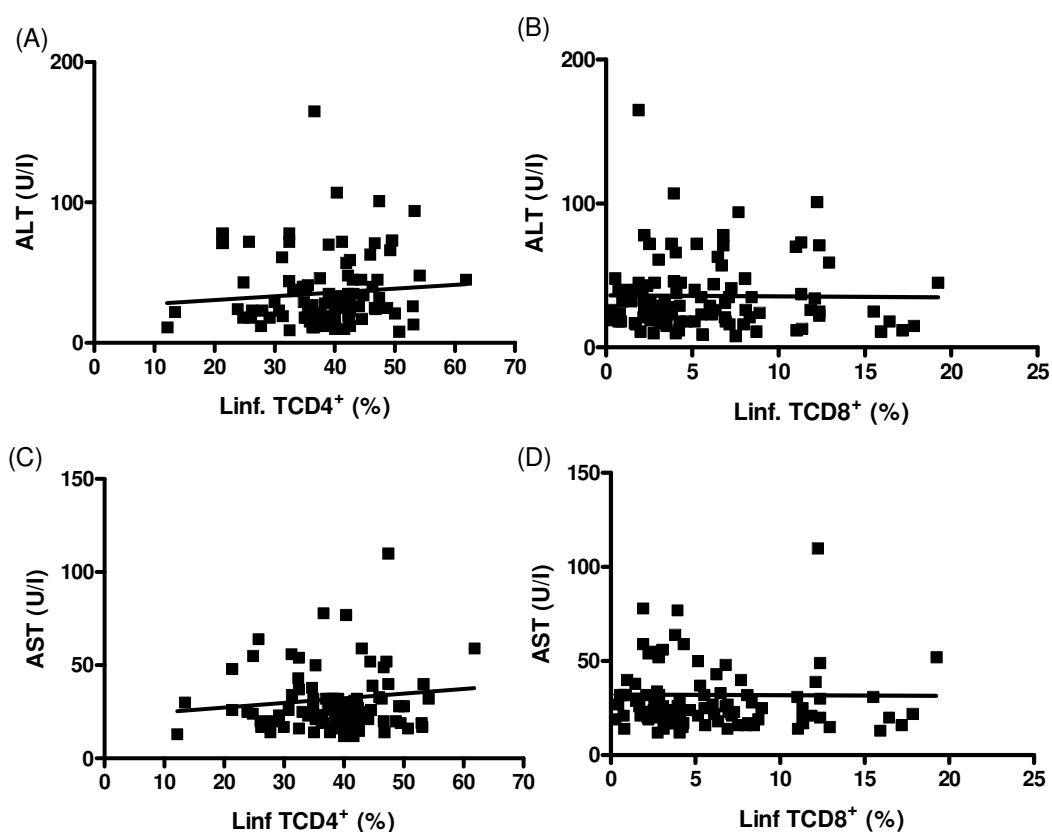 (A)
200
100
0
ALT (U/I)
0 10 20 30 40 50 60 70
Linf. TCD4⁺ (%)
(B)
200
100
0
ALT (U/I)
0 5 10 15 20 25
Linf. TCD8⁺ (%)
(C)
150
100
50
0
AST (U/I)
0 10 20 30 40 50 60 70
Linf TCD4⁺ (%)
(D)
150
100
50
0
AST (U/I)
0 5 10 15 20 25
Linf TCD8⁺ (%)